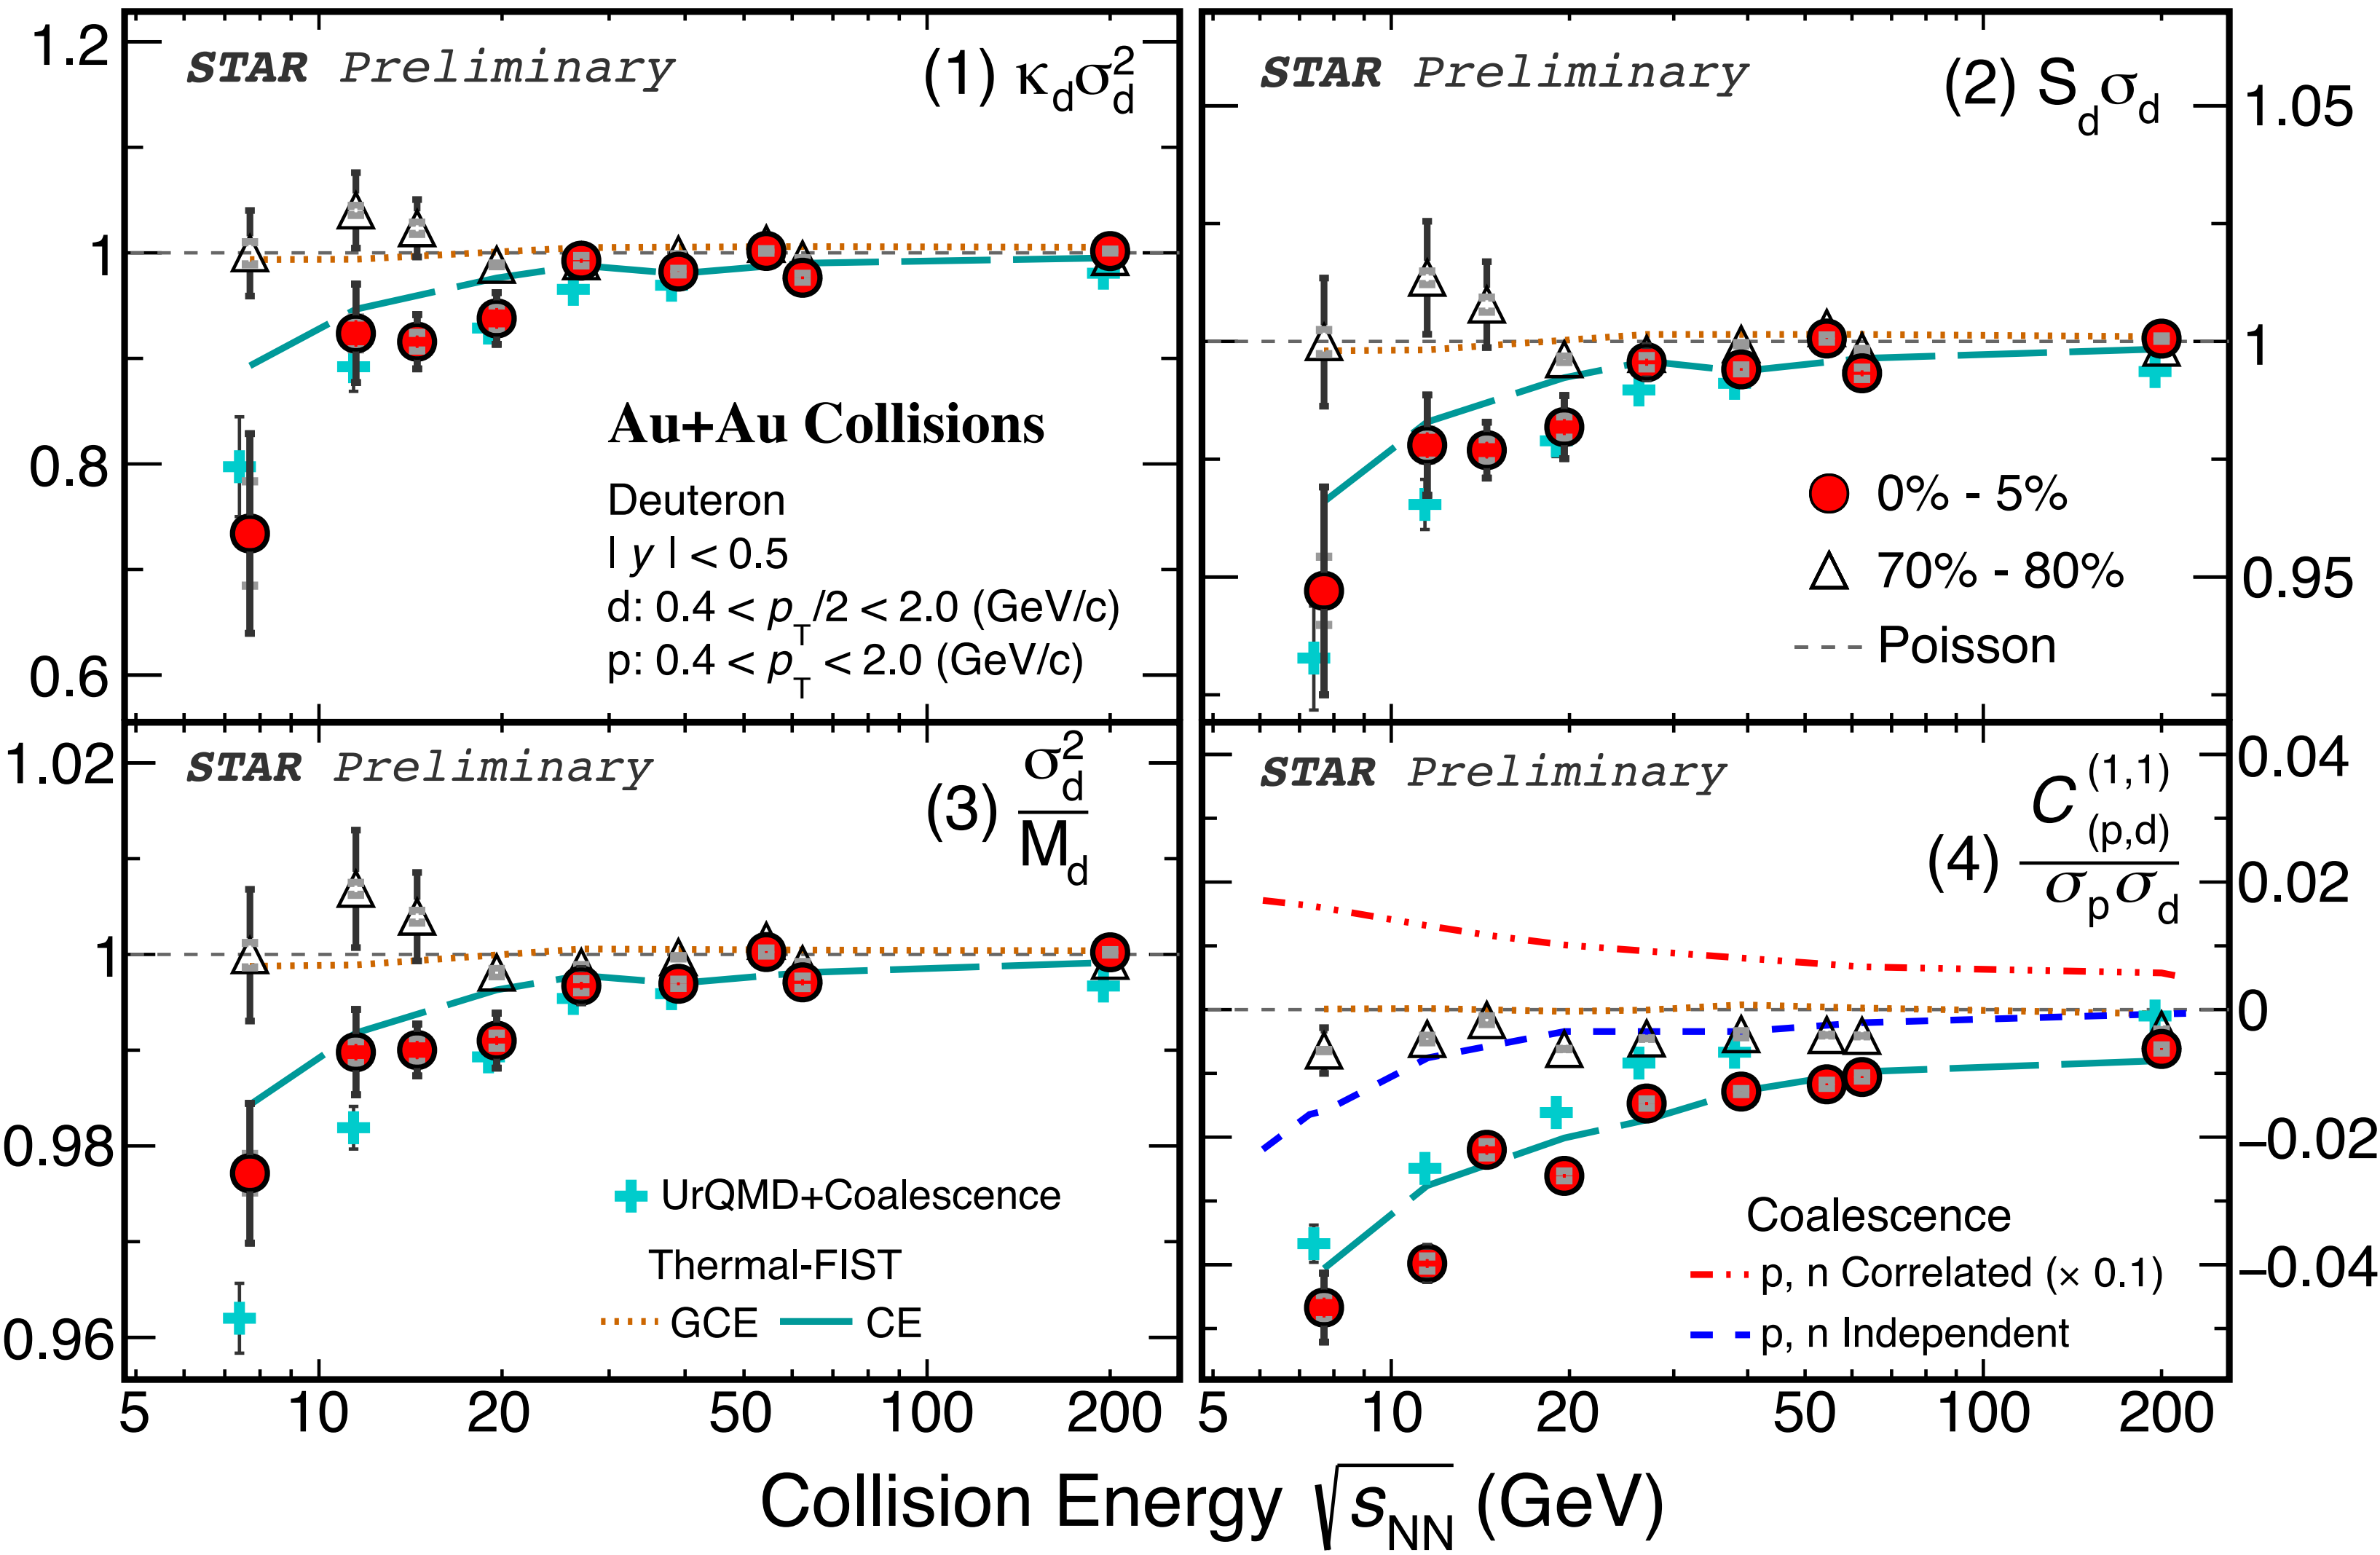 STAR Preliminary
(1) κdσ²d
1.2
1
0.8
0.6
Au+Au Collisions
Deuteron
| y | < 0.5
d: 0.4 < pT/2 < 2.0 (GeV/c)
p: 0.4 < pT < 2.0 (GeV/c)
STAR Preliminary
(2) Sdσd
1.05
1
0.95
0% - 5%
70% - 80%
Poisson
STAR Preliminary
(3) σ²d
Md
1.02
1
0.98
0.96
UrQMD+Coalescence
Thermal-FIST
GCE CE
5 10 20 50 100 200
STAR Preliminary
(4) C(1,1)(p,d)
σpσd
0.04
0.02
0
−0.02
−0.04
Coalescence
p, n Correlated (× 0.1)
p, n Independent
5 10 20 50 100 200
Collision Energy √sNN (GeV)